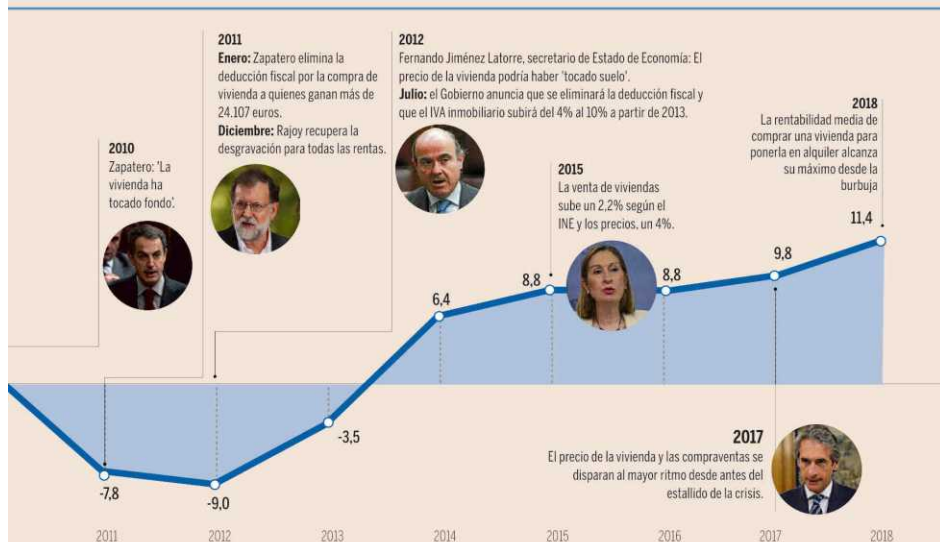 2010
Zapatero: 'La
vivienda ha
tocado fondo'.
2011
Enero: Zapatero elimina la
deducción fiscal por la compra de
vivienda a quienes ganan más de
24.107 euros.
Diciembre: Rajoy recupera la
desgravación para todas las rentas.
2012
Fernando Jiménez Latorre, secretario de Estado de Economía: El
precio de la vivienda podría haber 'tocado suelo'.
Julio: el Gobierno anuncia que se eliminará la deducción fiscal y
que el IVA inmobiliario subirá del 4% al 10% a partir de 2013.
2015
La venta de viviendas
sube un 2,2% según el
INE y los precios, un 4%.
2018
La rentabilidad media de
comprar una vivienda para
ponerla en alquiler alcanza
su máximo desde la
burbuja
-7,8
-9,0
-3,5
6,4
8,8
8,8
9,8
11,4
2017
El precio de la vivienda y las compraventas se
disparan al mayor ritmo desde antes del
estallido de la crisis.
2011 2012 2013 2014 2015 2016 2017 2018